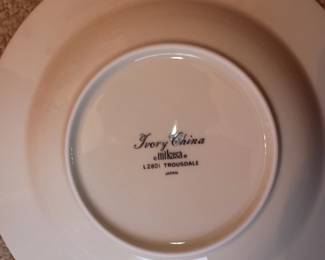 Ivory China
mikasa
L2801 TROUSDALE
JAPAN